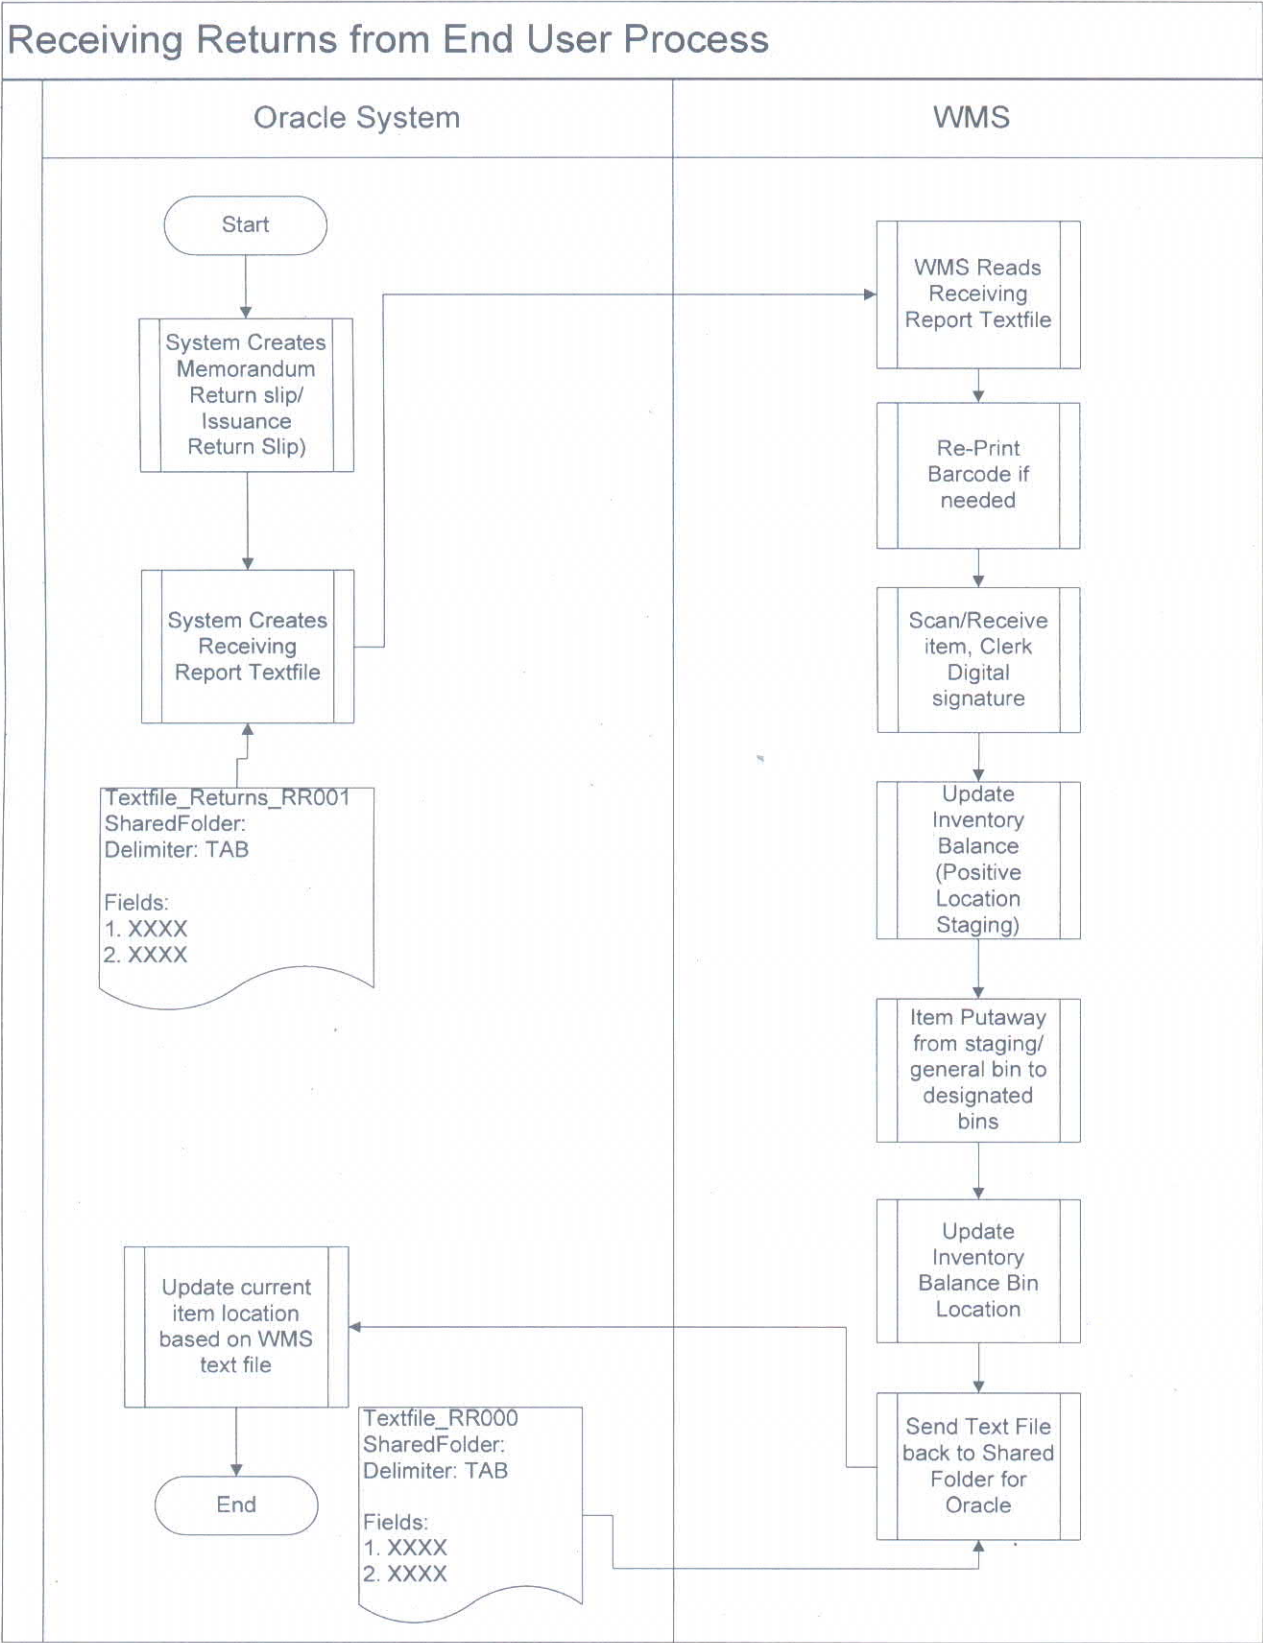 Receiving Returns from End User Process
Oracle System
WMS
Start
System Creates
Memorandum
Return slip/
Issuance
Return Slip)
System Creates
Receiving
Report Textfile
Textfile_Returns_RR001
SharedFolder:
Delimiter: TAB
Fields:
1. XXXX
2. XXXX
WMS Reads
Receiving
Report Textfile
Re-Print
Barcode if
needed
Scan/Receive
item, Clerk
Digital
signature
Update
Inventory
Balance
(Positive
Location
Staging)
Item Putaway
from staging/
general bin to
designated
bins
Update
Inventory
Balance Bin
Location
Send Text File
back to Shared
Folder for
Oracle
Textfile_RR000
SharedFolder:
Delimiter: TAB
Fields:
1. XXXX
2. XXXX
Update current
item location
based on WMS
text file
End